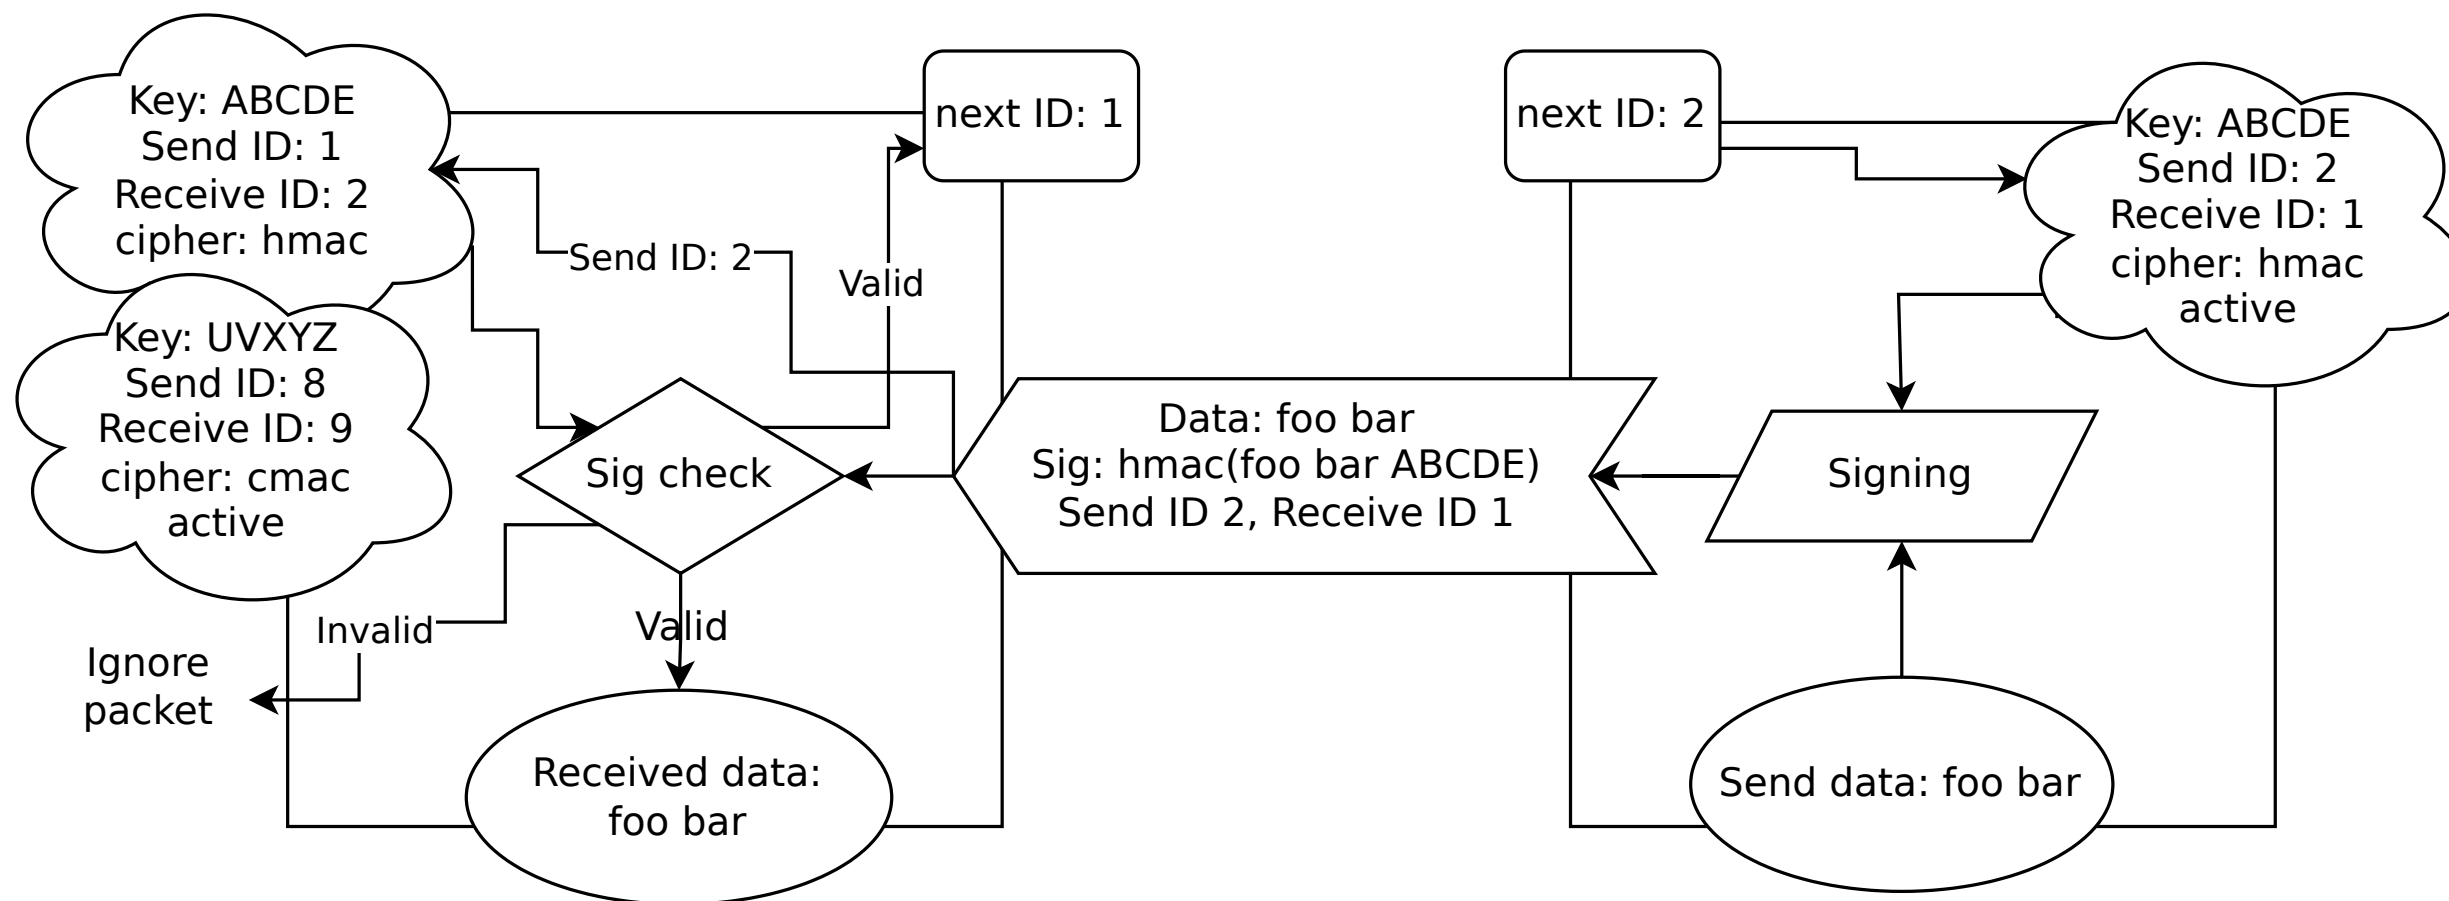 Key: ABCDE
Send ID: 1
Receive ID: 2
cipher: hmac
Key: UVXYZ
Send ID: 8
Receive ID: 9
cipher: cmac
active
next ID: 1
Send ID: 2
Valid
Sig check
Invalid
Ignore
packet
Valid
Received data:
foo bar
Data: foo bar
Sig: hmac(foo bar ABCDE)
Send ID 2, Receive ID 1
next ID: 2
Key: ABCDE
Send ID: 2
Receive ID: 1
cipher: hmac
active
Signing
Send data: foo bar